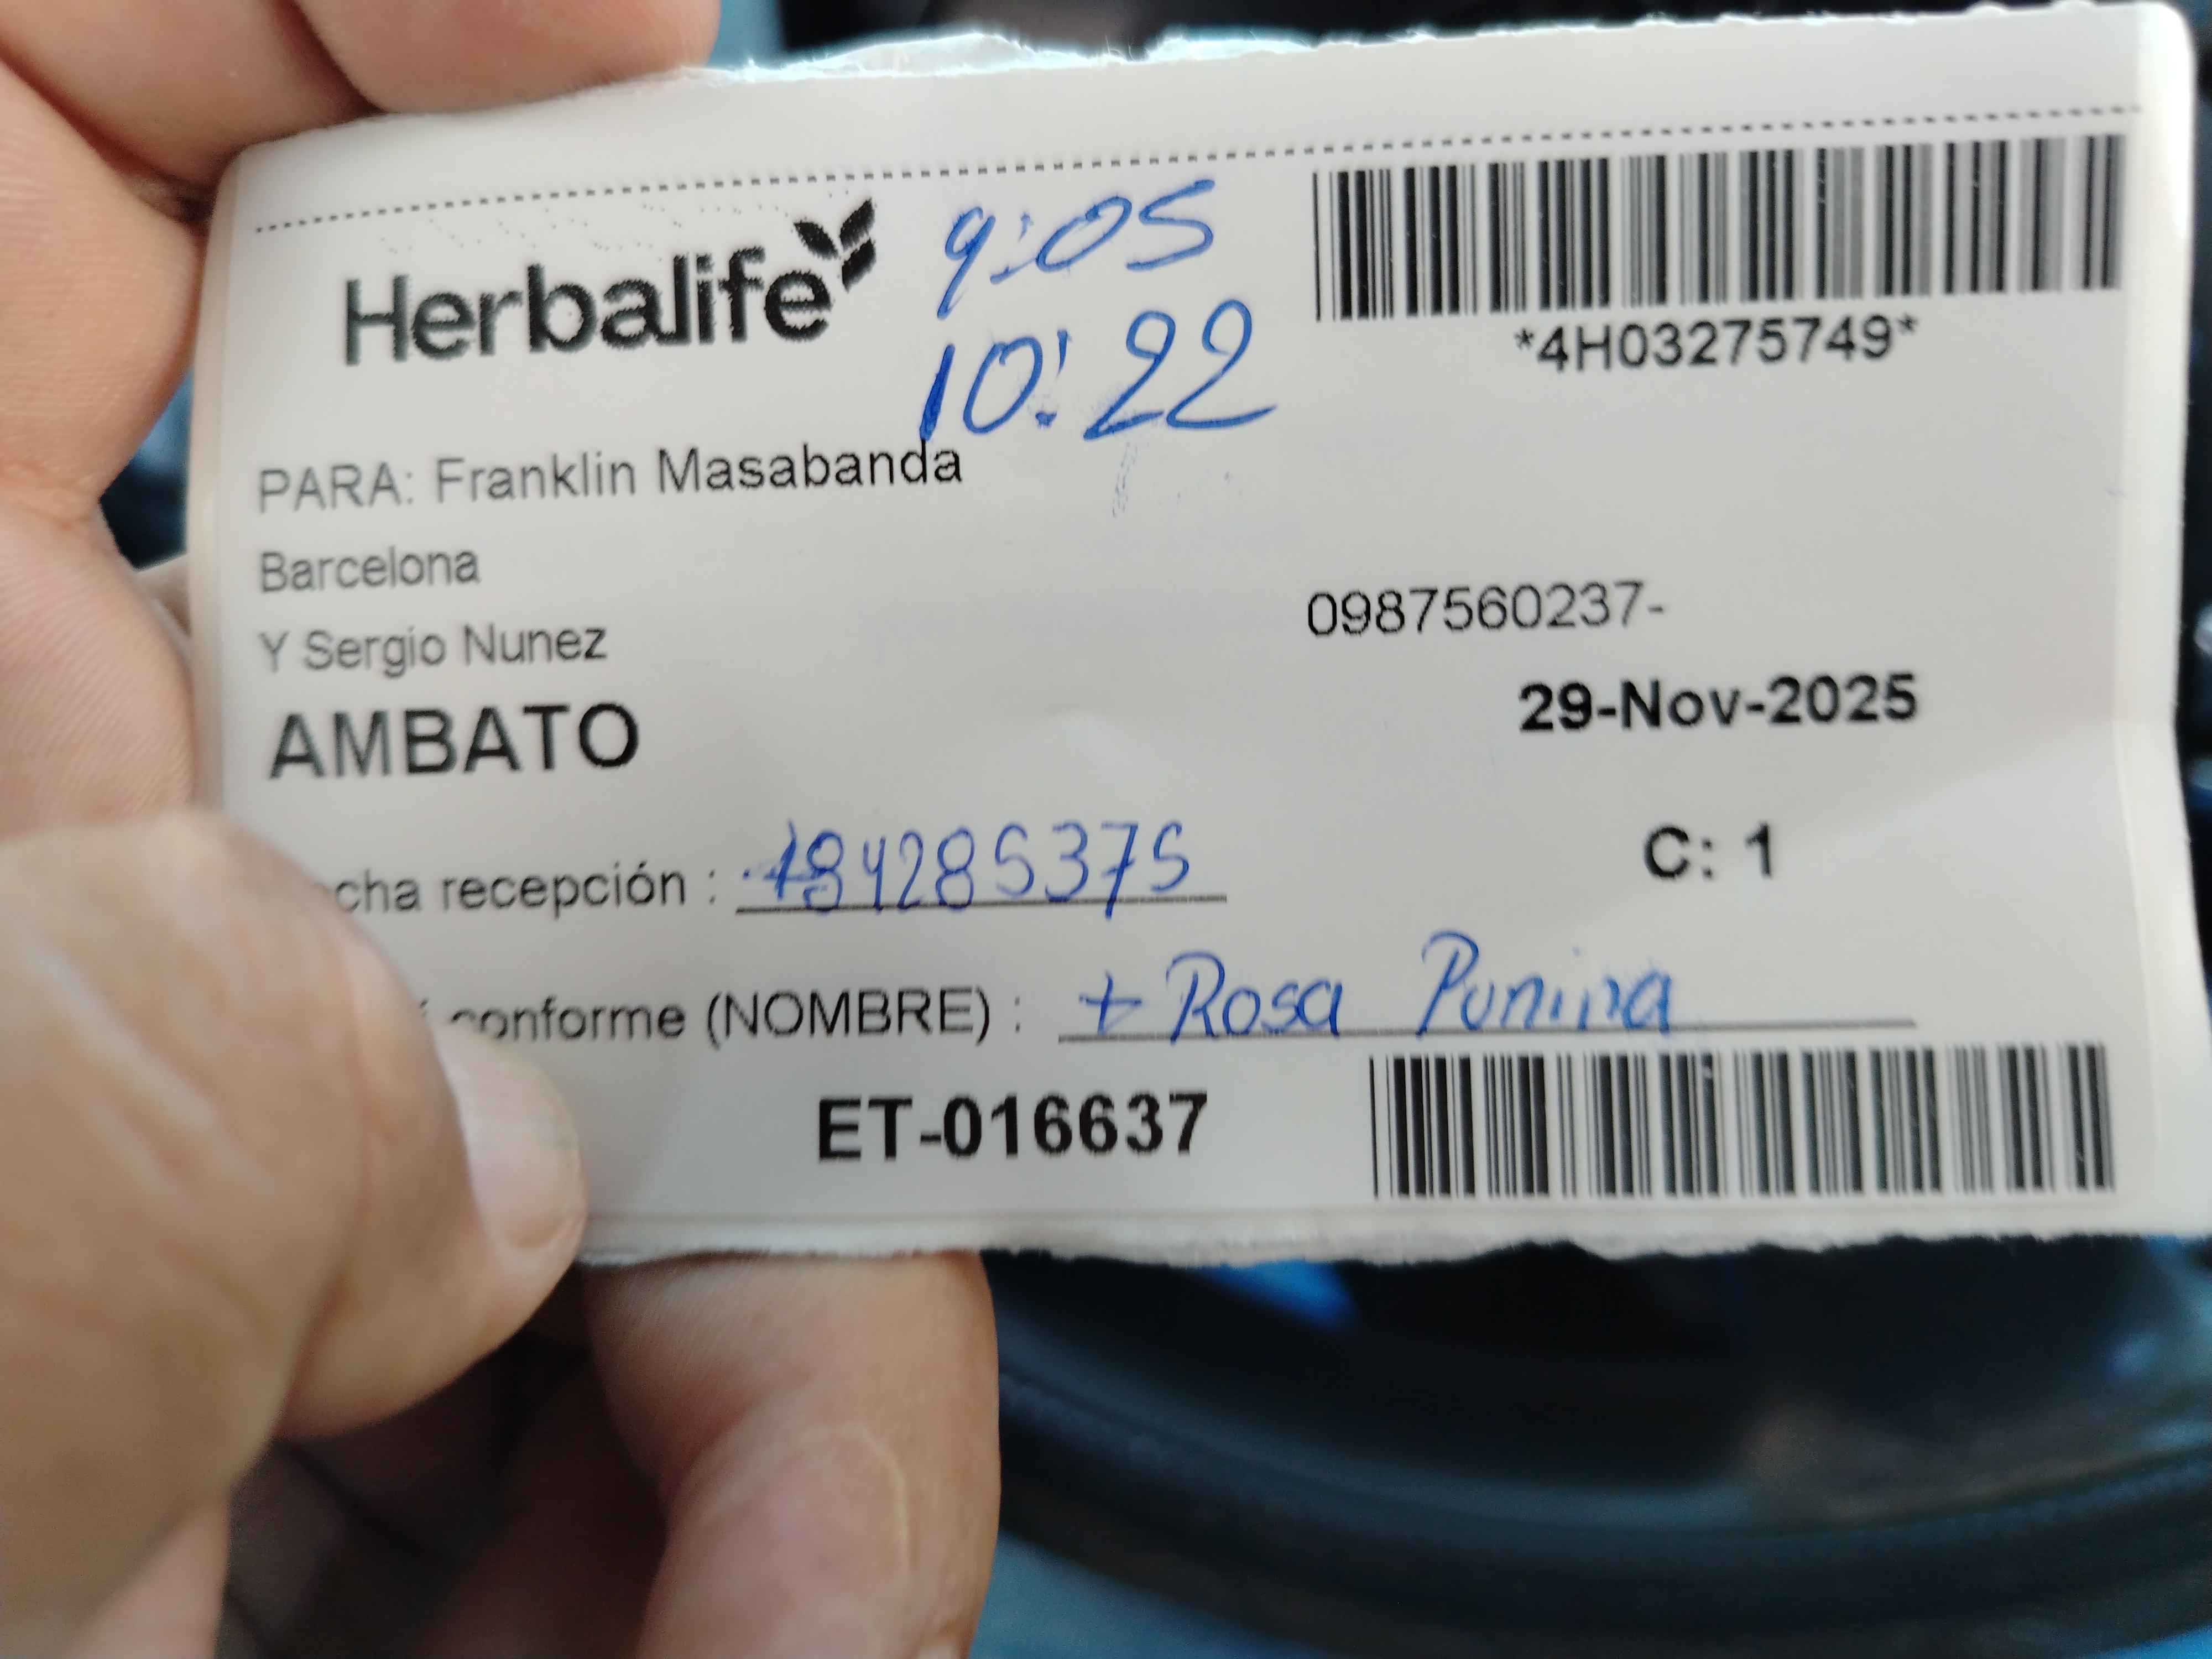 Herbalife
9:05
10:22
*4H03275749*
PARA: Franklin Masabanda
Barcelona
0987560237-
Y Sergio Nunez
29-Nov-2025
AMBATO
C: 1
cha recepción : 184285375
conforme (NOMBRE) : + Rosa Punina
ET-016637